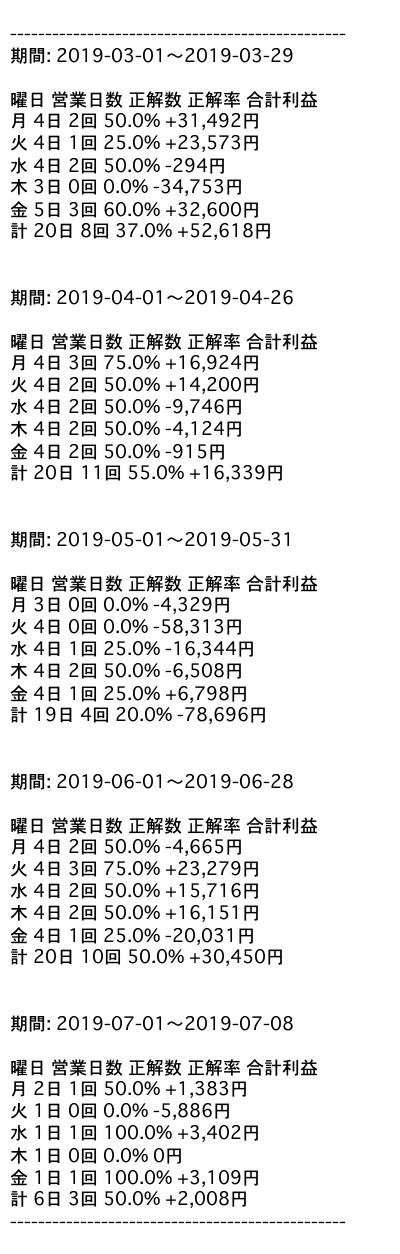 ------------------------------------------------
期間: 2019-03-01〜2019-03-29
曜日 営業日数 正解数 正解率 合計利益
月 4日 2回 50.0% +31,492円
火 4日 1回 25.0% +23,573円
水 4日 2回 50.0% -294円
木 3日 0回 0.0% -34,753円
金 5日 3回 60.0% +32,600円
計 20日 8回 37.0% +52,618円
期間: 2019-04-01〜2019-04-26
曜日 営業日数 正解数 正解率 合計利益
月 4日 3回 75.0% +16,924円
火 4日 2回 50.0% +14,200円
水 4日 2回 50.0% -9,746円
木 4日 2回 50.0% -4,124円
金 4日 2回 50.0% -915円
計 20日 11回 55.0% +16,339円
期間: 2019-05-01〜2019-05-31
曜日 営業日数 正解数 正解率 合計利益
月 3日 0回 0.0% -4,329円
火 4日 0回 0.0% -58,313円
水 4日 1回 25.0% -16,344円
木 4日 2回 50.0% -6,508円
金 4日 1回 25.0% +6,798円
計 19日 4回 20.0% -78,696円
期間: 2019-06-01〜2019-06-28
曜日 営業日数 正解数 正解率 合計利益
月 4日 2回 50.0% -4,665円
火 4日 3回 75.0% +23,279円
水 4日 2回 50.0% +15,716円
木 4日 2回 50.0% +16,151円
金 4日 1回 25.0% -20,031円
計 20日 10回 50.0% +30,450円
期間: 2019-07-01〜2019-07-08
曜日 営業日数 正解数 正解率 合計利益
月 2日 1回 50.0% +1,383円
火 1日 0回 0.0% -5,886円
水 1日 1回 100.0% +3,402円
木 1日 0回 0.0% 0円
金 1日 1回 100.0% +3,109円
計 6日 3回 50.0% +2,008円
------------------------------------------------